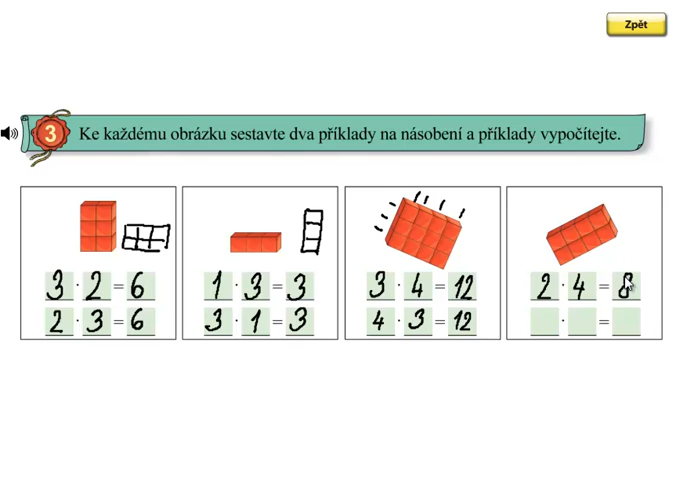 Zpět
3 Ke každému obrázku sestavte dva příklady na násobení a příklady vypočítejte.
3 · 2 = 6
2 · 3 = 6
1 · 3 = 3
3 · 1 = 3
3 · 4 = 12
4 · 3 = 12
2 · 4 = 8
· =